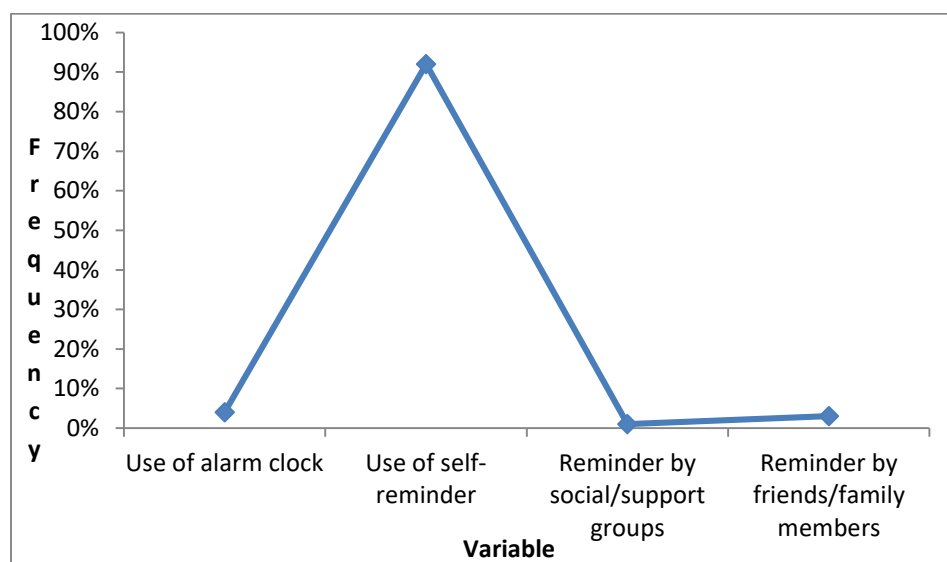 100%
90%
80%
70%
60%
50%
40%
30%
20%
10%
0%
F
r
e
q
u
e
n
c
y
Use of alarm clock
Use of self-
reminder
Reminder by
social/support
groups
Reminder by
friends/family
members
Variable